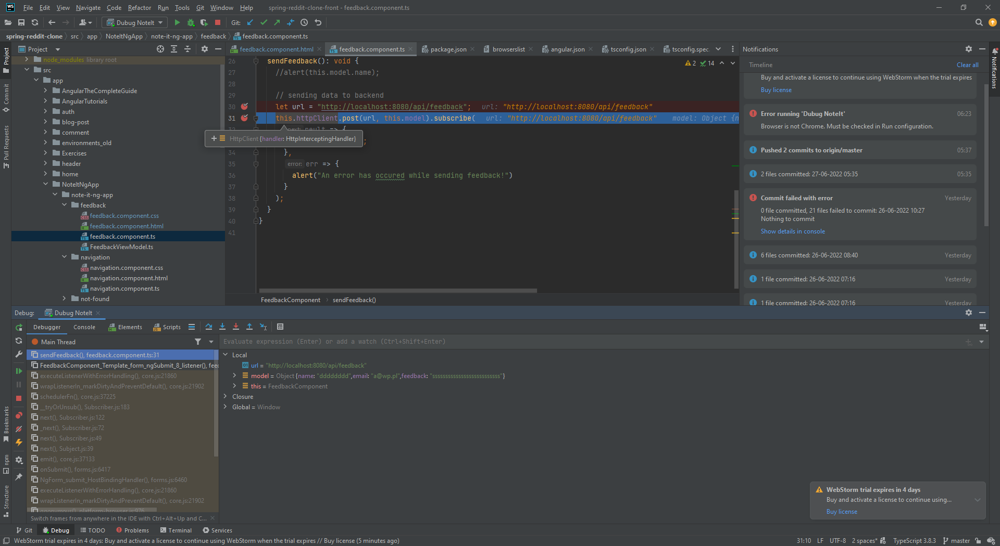 WS File Edit View Navigate Code Refactor Run Tools Git Window Help spring-reddit-clone-front - feedback.component.ts
Dubug NoteIt Git:
spring-reddit-clone src app NoteItNgApp note-it-ng-app feedback feedback.component.ts
Project
feedback.component.html feedback.component.ts package.json browserslist angular.json tsconfig.json tsconfig.spec.
Project
Commit
Pull Requests
Bookmarks
npm
Structure
node_modules library root
src
app
AngularTheCompleteGuide
AngularTutorials
auth
blog-post
comment
environments_old
Exercises
header
home
NoteItNgApp
note-it-ng-app
feedback
feedback.component.css
feedback.component.html
feedback.component.ts
FeedbackViewModel.ts
navigation
navigation.component.css
navigation.component.html
navigation.component.ts
not-found
2 14
26 sendFeedback(): void {
27 //alert(this.model.name);
28
29 // sending data to backend
30 let url = "http://localhost:8080/api/feedback"; url: "http://localhost:8080/api/feedback"
31 this.httpClient.post(url, this.model).subscribe( url: "http://localhost:8080/api/feedback" model: Object {n
HttpClient {handler: HttpInterceptingHandler} ;
34 },
35 error: err => {
36 alert("An error has occured while sending feedback!")
37 }
38 );
39 }
40 }
41
FeedbackComponent sendFeedback()
Notifications
Notifications
Timeline Clear all
Buy and activate a license to continue using WebStorm when the trial expires
Buy license
Error running 'Dubug NoteIt' 06:23
Browser is not Chrome. Must be checked in Run configuration.
Pushed 2 commits to origin/master 05:37
2 files committed: 27-06-2022 05:35 05:35
Commit failed with error Yesterday
0 file committed, 21 files failed to commit: 26-06-2022 10:27
Nothing to commit
Show details in console
6 files committed: 26-06-2022 08:40 Yesterday
1 file committed: 26-06-2022 07:16 Yesterday
1 file committed: 26-06-2022 07:16 Yesterday
Debug: Dubug NoteIt
Debugger Console Elements Scripts
Main Thread
sendFeedback(), feedback.component.ts:31
FeedbackComponent_Template_form_ngSubmit_8_listener(), feed
executeListenerWithErrorHandling(), core.js:21860
wrapListenerIn_markDirtyAndPreventDefault(), core.js:21902
schedulerFn(), core.js:37225
__tryOrUnsub(), Subscriber.js:183
next(), Subscriber.js:122
_next(), Subscriber.js:72
next(), Subscriber.js:49
next(), Subject.js:39
emit(), core.js:37133
onSubmit(), forms.js:6417
NgForm_submit_HostBindingHandler(), forms.js:6460
executeListenerWithErrorHandling(), core.js:21860
wrapListenerIn_markDirtyAndPreventDefault(), core.js:21902
anonymous(), platform-browser.js:976
Switch frames from anywhere in the IDE with Ctrl+Alt+Up and C...
Evaluate expression (Enter) or add a watch (Ctrl+Shift+Enter)
Local
url = "http://localhost:8080/api/feedback"
model = Object {name: "dddddddd",email: "a@wp.pl",feedback: "ssssssssssssssssssssssssss"}
this = FeedbackComponent
Closure
Global = Window
WebStorm trial expires in 4 days
Buy and activate a license to continue using...
Buy license
Git Debug TODO Problems Terminal Services
WebStorm trial expires in 4 days: Buy and activate a license to continue using WebStorm when the trial expires // Buy license (5 minutes ago) 31:10 LF UTF-8 2 spaces* TypeScript 3.8.3 master